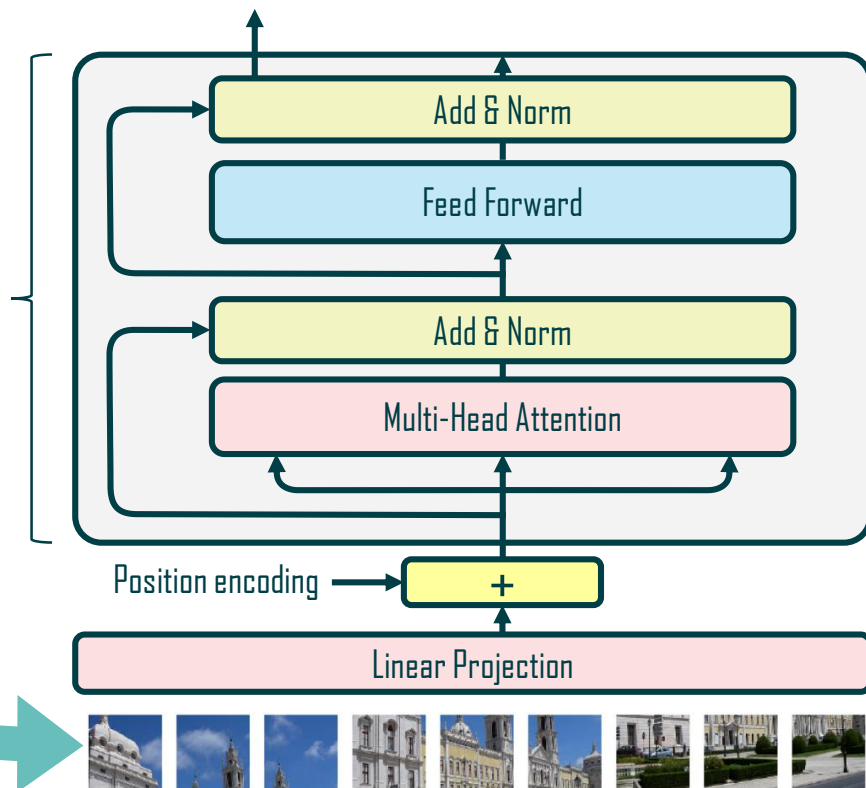 Add & Norm
Feed Forward
Add & Norm
Multi-Head Attention
Position encoding
+
Linear Projection